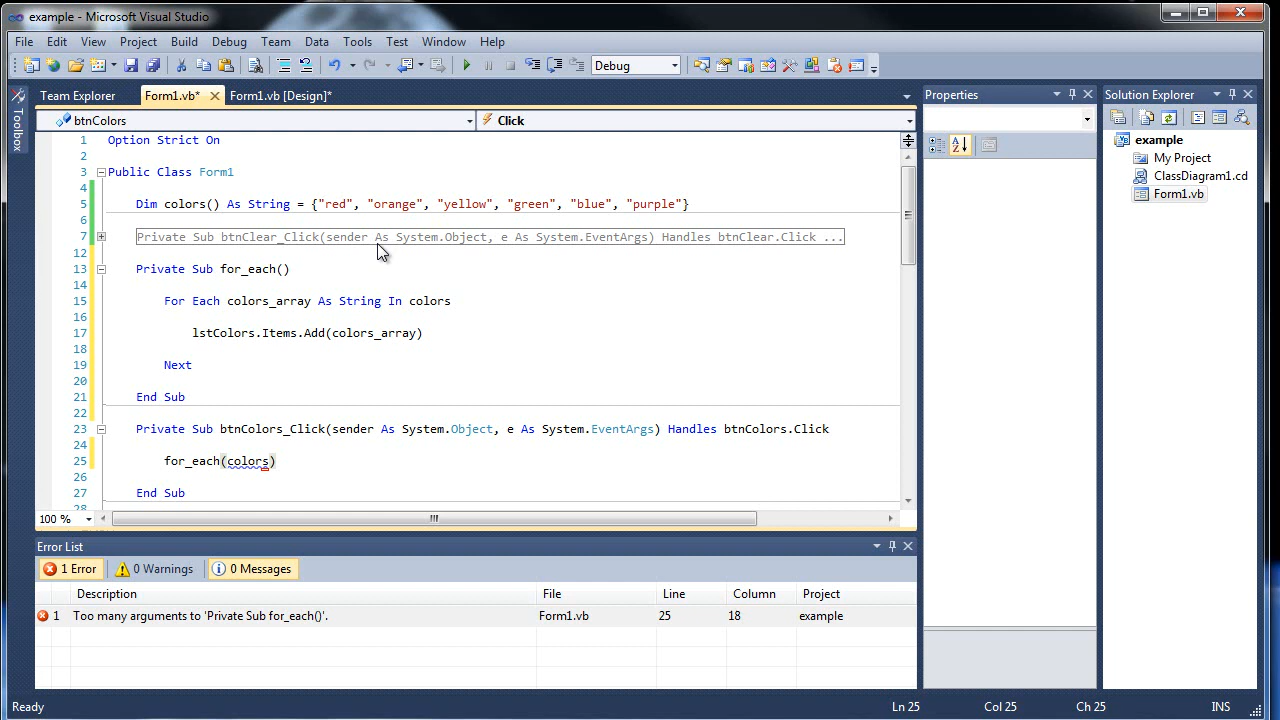 example - Microsoft Visual Studio
File Edit View Project Build Debug Team Data Tools Test Window Help
Debug
Team Explorer Form1.vb* Form1.vb [Design]*
Toolbox
btnColors Click
1 Option Strict On
2
3 Public Class Form1
4
5 Dim colors() As String = {"red", "orange", "yellow", "green", "blue", "purple"}
6
7 Private Sub btnClear_Click(sender As System.Object, e As System.EventArgs) Handles btnClear.Click ...
12
13 Private Sub for_each()
14
15 For Each colors_array As String In colors
16
17 lstColors.Items.Add(colors_array)
18
19 Next
20
21 End Sub
22
23 Private Sub btnColors_Click(sender As System.Object, e As System.EventArgs) Handles btnColors.Click
24
25 for_each(colors)
26
27 End Sub
28
100 %
Properties
Solution Explorer
example
My Project
ClassDiagram1.cd
Form1.vb
Error List
1 Error 0 Warnings 0 Messages
Description File Line Column Project
1 Too many arguments to 'Private Sub for_each()'. Form1.vb 25 18 example
Ready Ln 25 Col 25 Ch 25 INS